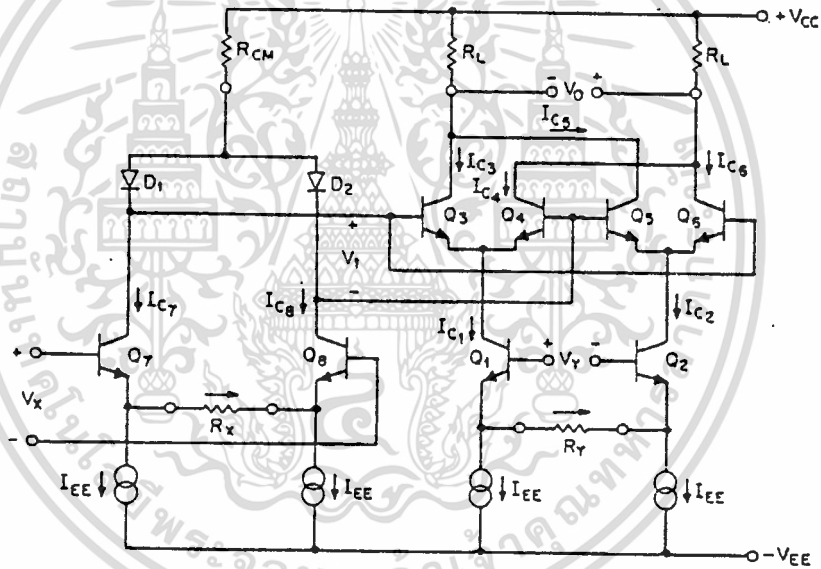 +VCC
RCM
RL
RL
- VO +
IC5
D1
D2
IC3
IC4
IC6
Q3
Q4
Q5
Q6
+
V1
-
IC7
IC8
IC1
IC2
+
Q7
Q8
Q1
+ VY -
Q2
VX
RX
RY
-
IEE
IEE
IEE
IEE
-VEE